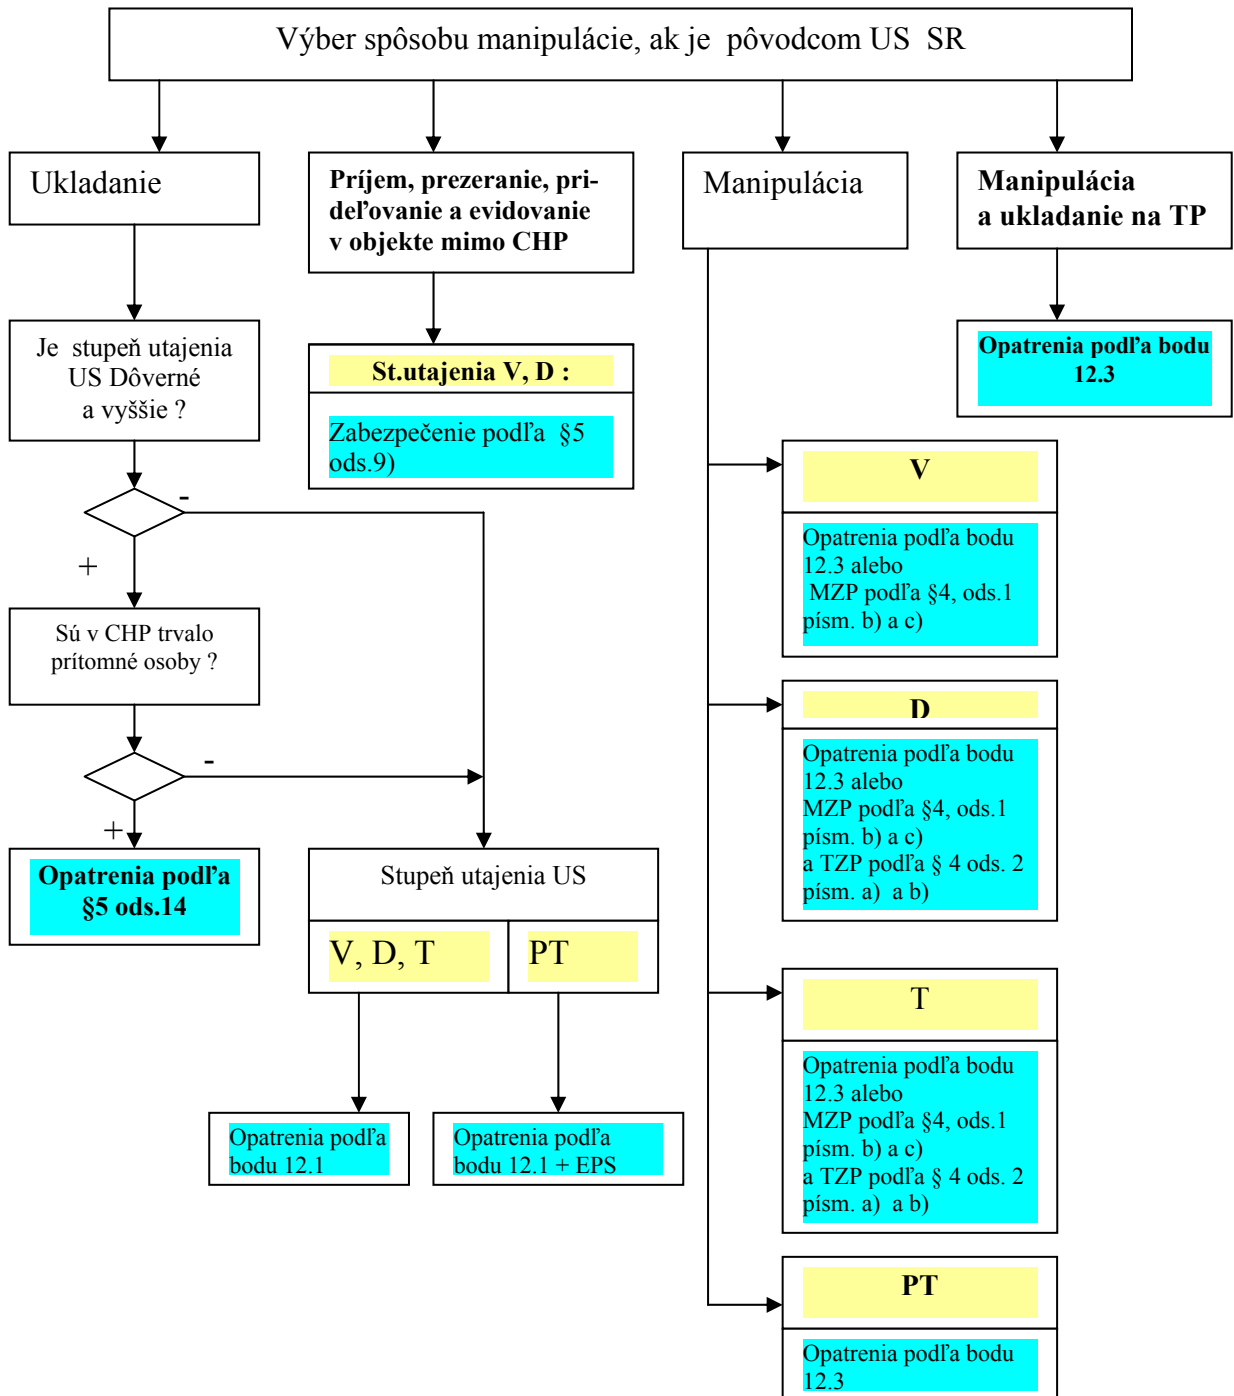 Výber spôsobu manipulácie, ak je pôvodcom US SR
Ukladanie
Príjem, prezeranie, pri-
deľovanie a evidovanie
v objekte mimo CHP
Manipulácia
Manipulácia
a ukladanie na TP
Je stupeň utajenia
US Dôverné
a vyššie ?
St.utajenia V, D :
Zabezpečenie podľa §5
ods.9)
Opatrenia podľa bodu
12.3
-
+
V
Opatrenia podľa bodu
12.3 alebo
MZP podľa §4, ods.1
písm. b) a c)
Sú v CHP trvalo
prítomné osoby ?
-
+
D
Opatrenia podľa bodu
12.3 alebo
MZP podľa §4, ods.1
písm. b) a c)
a TZP podľa § 4 ods. 2
písm. a) a b)
Opatrenia podľa
§5 ods.14
Stupeň utajenia US
V, D, T
PT
T
Opatrenia podľa bodu
12.3 alebo
MZP podľa §4, ods.1
písm. b) a c)
a TZP podľa § 4 ods. 2
písm. a) a b)
Opatrenia podľa
bodu 12.1
Opatrenia podľa
bodu 12.1 + EPS
PT
Opatrenia podľa bodu
12.3